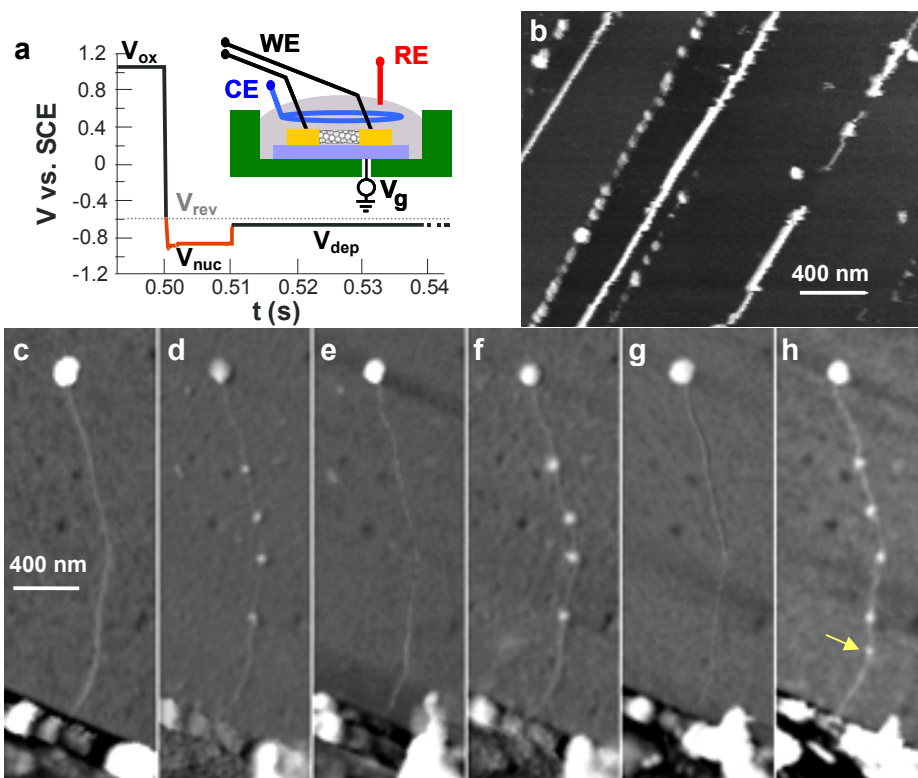 a
V_ox
WE
RE
CE
1.2
0.8
0.4
0
-0.4
-0.8
-1.2
V vs. SCE
V_rev
V_nuc
V_dep
V_g
0.50 0.50 0.51 0.53 0.54
t (s)
b
400 nm
c d e f g h
400 nm